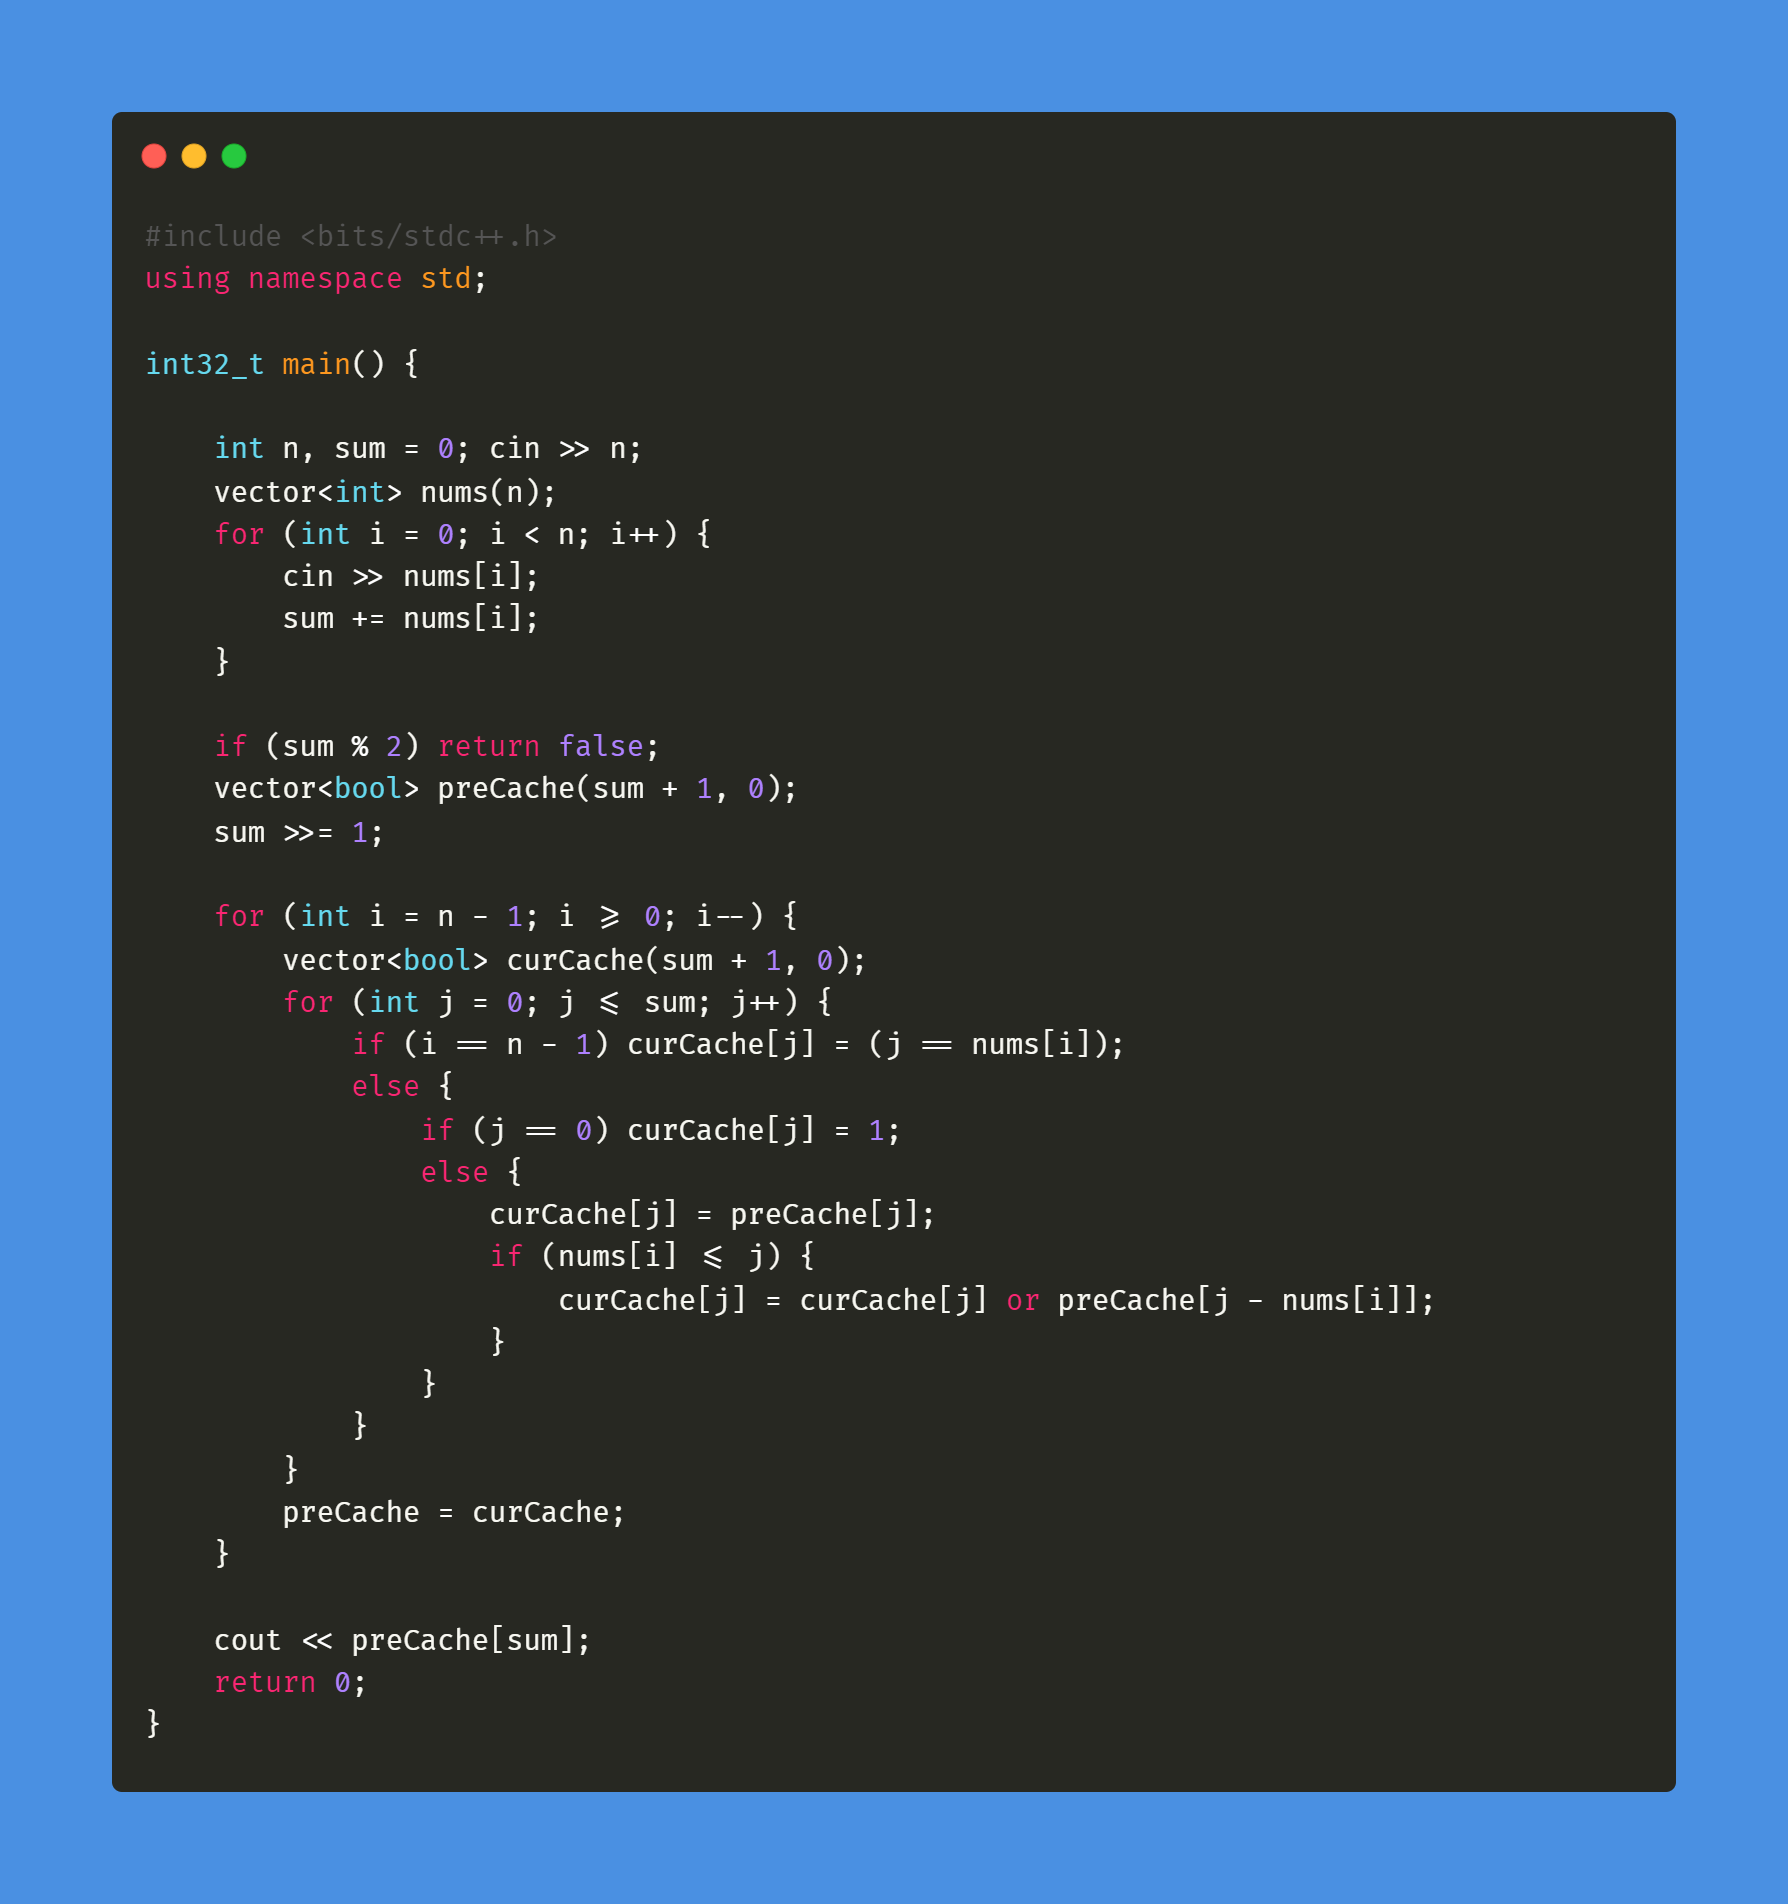 #include <bits/stdc++.h>
using namespace std;
int32_t main() {
int n, sum = 0; cin >> n;
vector<int> nums(n);
for (int i = 0; i < n; i++) {
cin >> nums[i];
sum += nums[i];
}
if (sum % 2) return false;
vector<bool> preCache(sum + 1, 0);
sum >>= 1;
for (int i = n - 1; i >= 0; i--) {
vector<bool> curCache(sum + 1, 0);
for (int j = 0; j <= sum; j++) {
if (i == n - 1) curCache[j] = (j == nums[i]);
else {
if (j == 0) curCache[j] = 1;
else {
curCache[j] = preCache[j];
if (nums[i] <= j) {
curCache[j] = curCache[j] or preCache[j - nums[i]];
}
}
}
}
preCache = curCache;
}
cout << preCache[sum];
return 0;
}